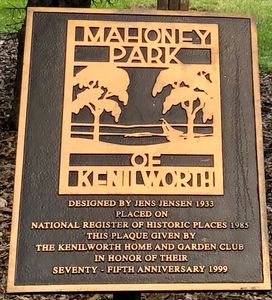 MAHONEY
PARK
OF
KENILWORTH
DESIGNED BY JENS JENSEN 1933
PLACED ON
NATIONAL REGISTER OF HISTORIC PLACES 1985
THIS PLAQUE GIVEN BY
THE KENILWORTH HOME AND GARDEN CLUB
IN HONOR OF THEIR
SEVENTY - FIFTH ANNIVERSARY 1999